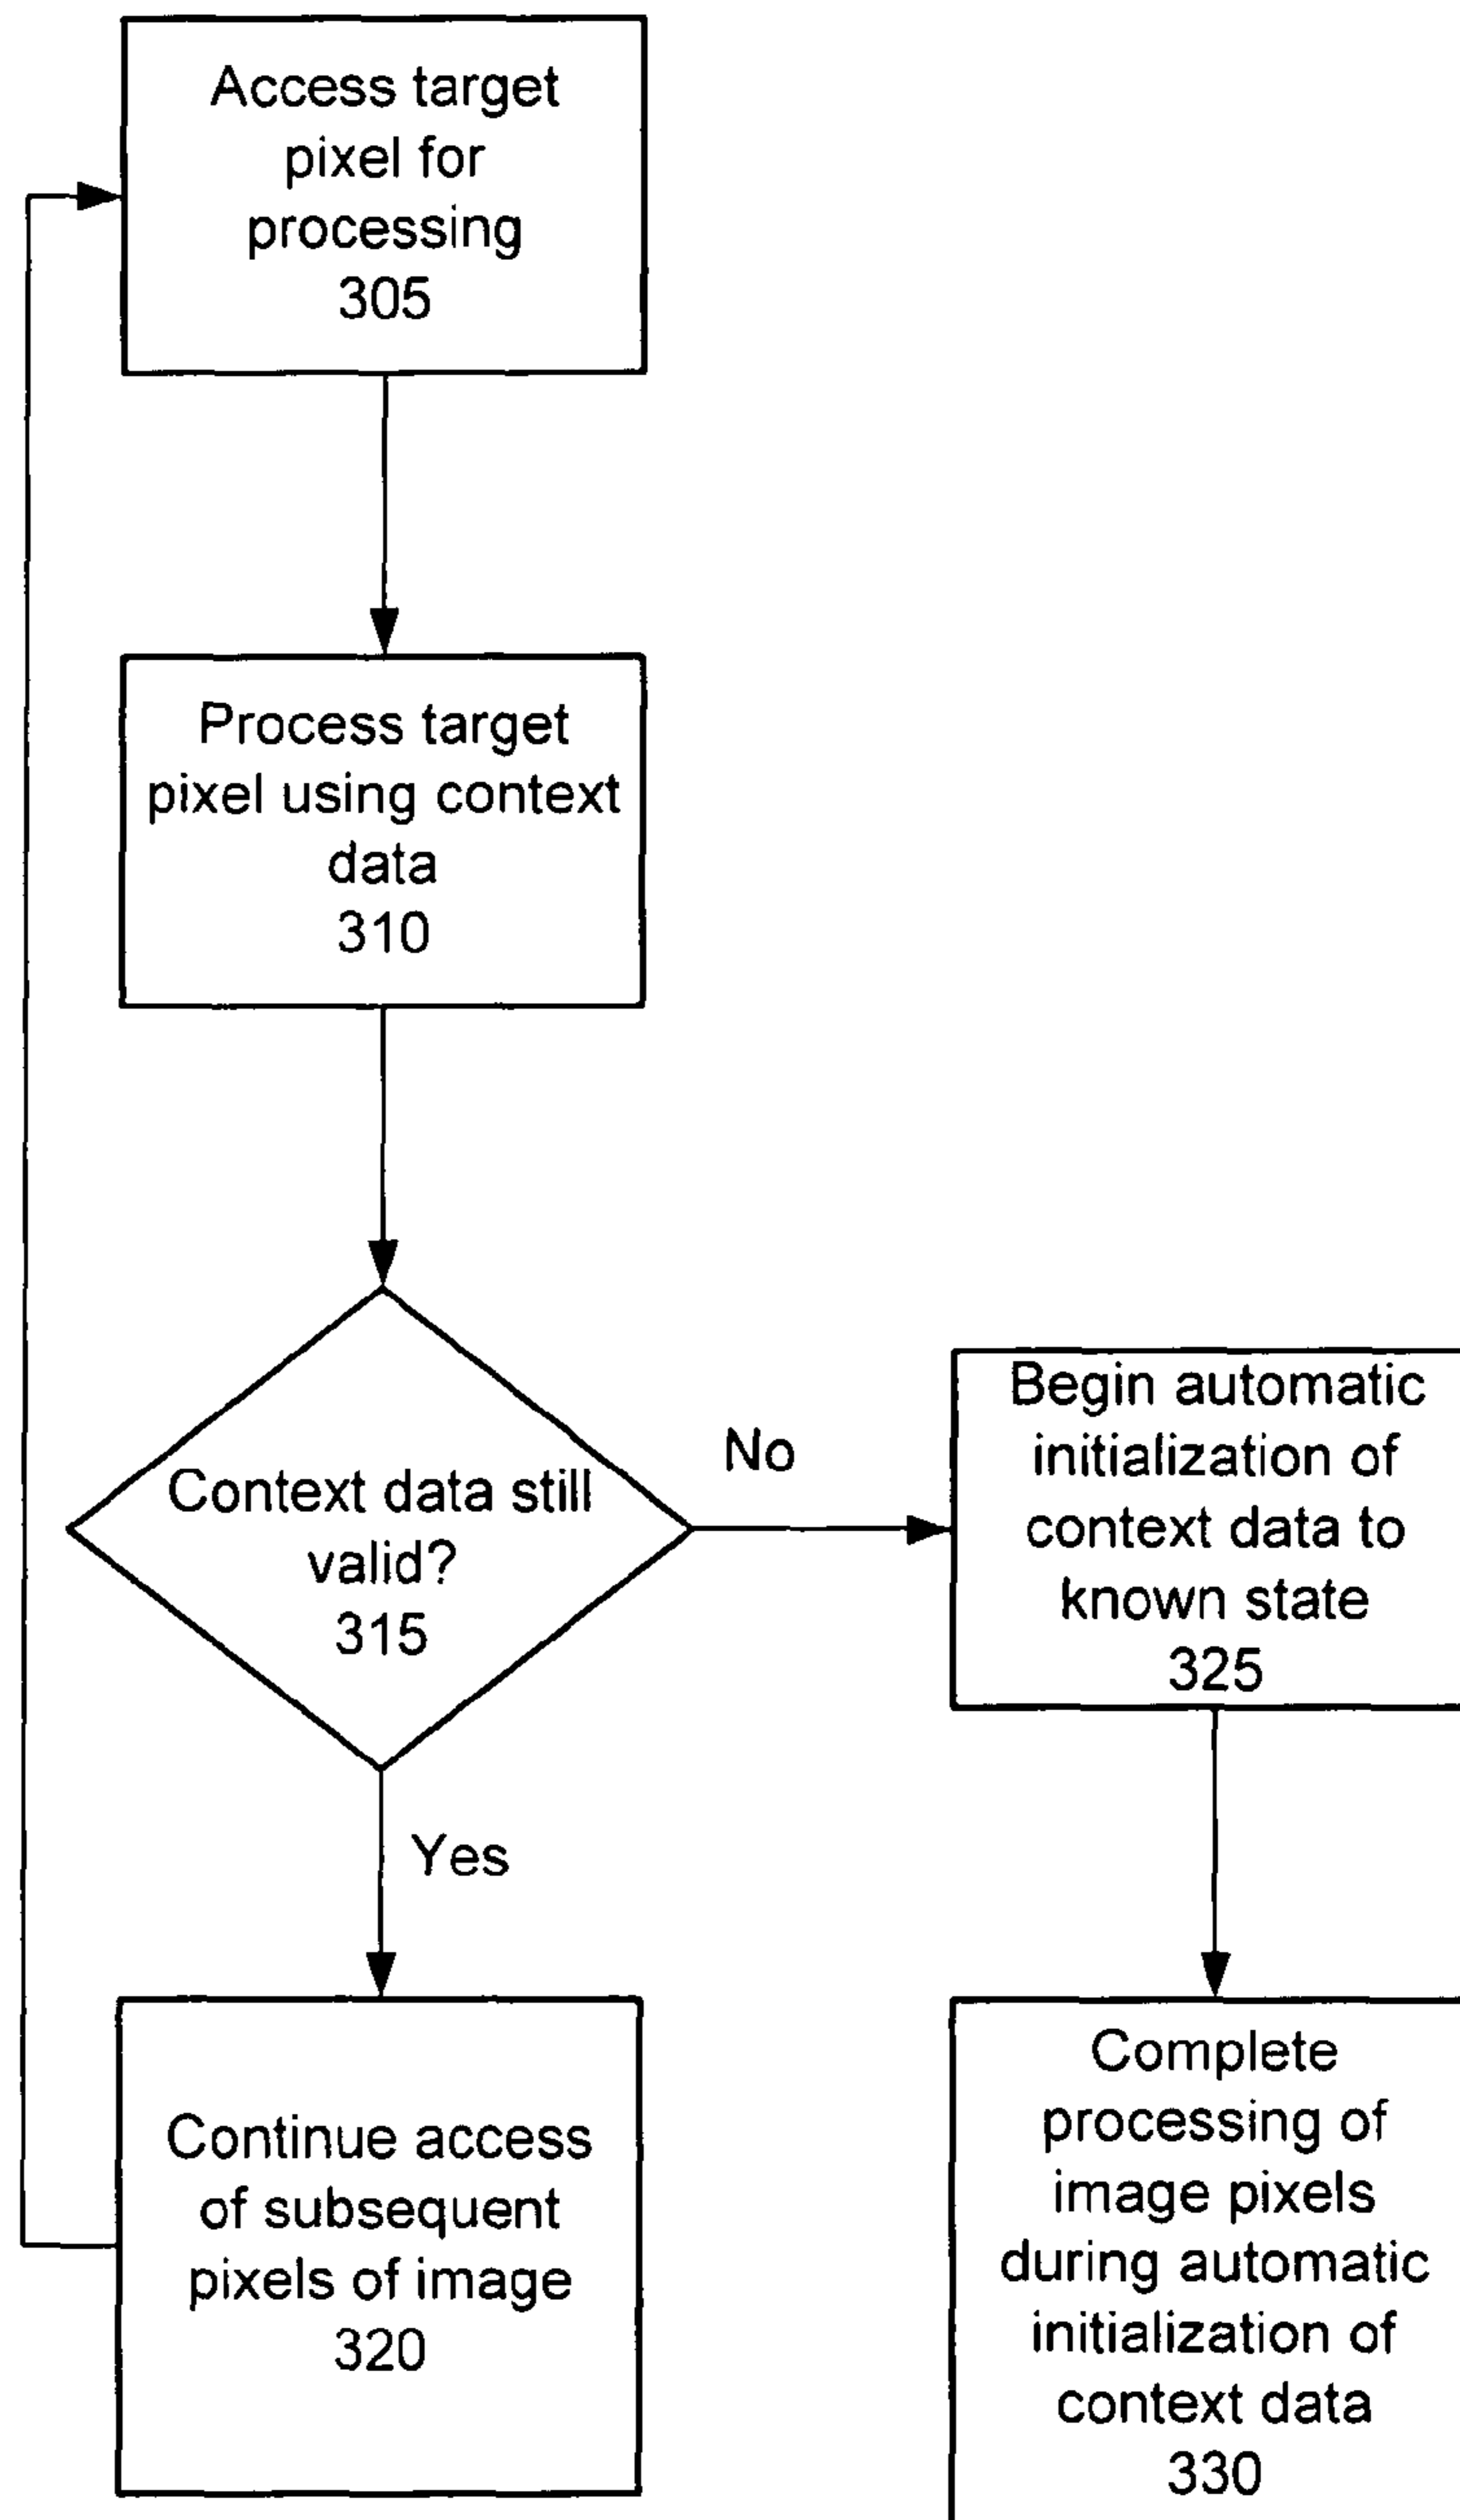 Access target
pixel for
processing
305
Process target
pixel using context
data
310
Context data still
valid?
315
No
Begin automatic
initialization of
context data to
known state
325
Yes
Continue access
of subsequent
pixels of image
320
Complete
processing of
image pixels
during automatic
initialization of
context data
330